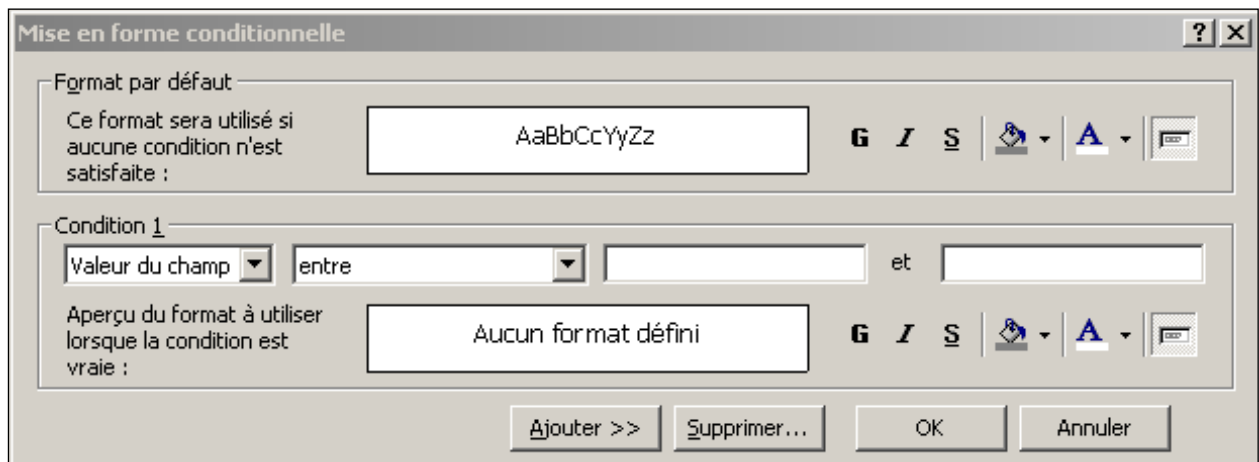 Mise en forme conditionnelle
Format par défaut
Ce format sera utilisé si
aucune condition n'est
satisfaite :
AaBbCcYyZz
G I S A
Condition 1
Valeur du champ entre et
Aperçu du format à utiliser
lorsque la condition est
vraie :
Aucun format défini
G I S A
Ajouter >> Supprimer... OK Annuler